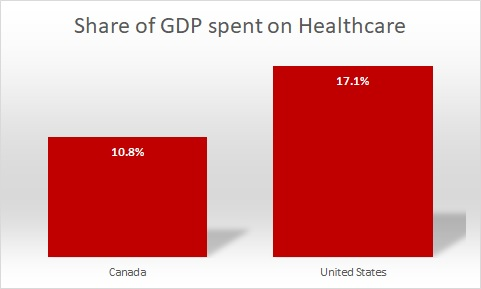 Share of GDP spent on Healthcare
17.1%
10.8%
Canada
United States